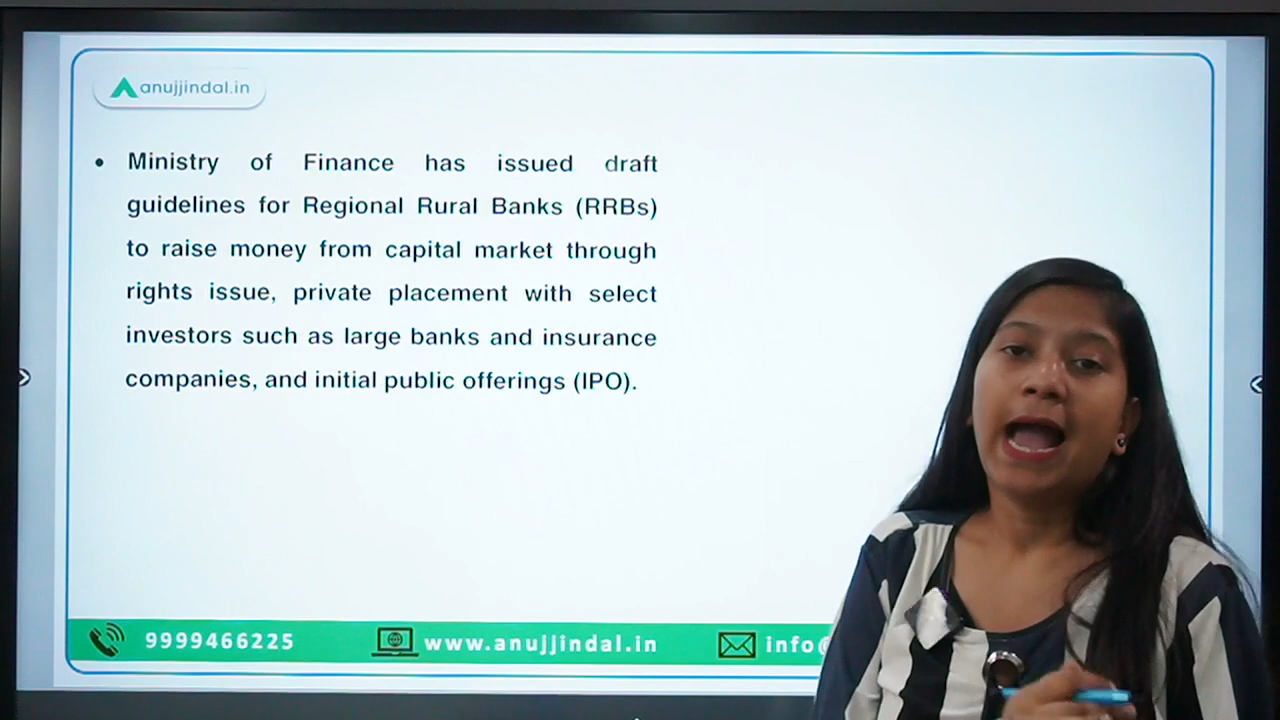 anujjindal.in
• Ministry of Finance has issued draft
guidelines for Regional Rural Banks (RRBs)
to raise money from capital market through
rights issue, private placement with select
investors such as large banks and insurance
companies, and initial public offerings (IPO).
9999466225 www.anujjindal.in info@